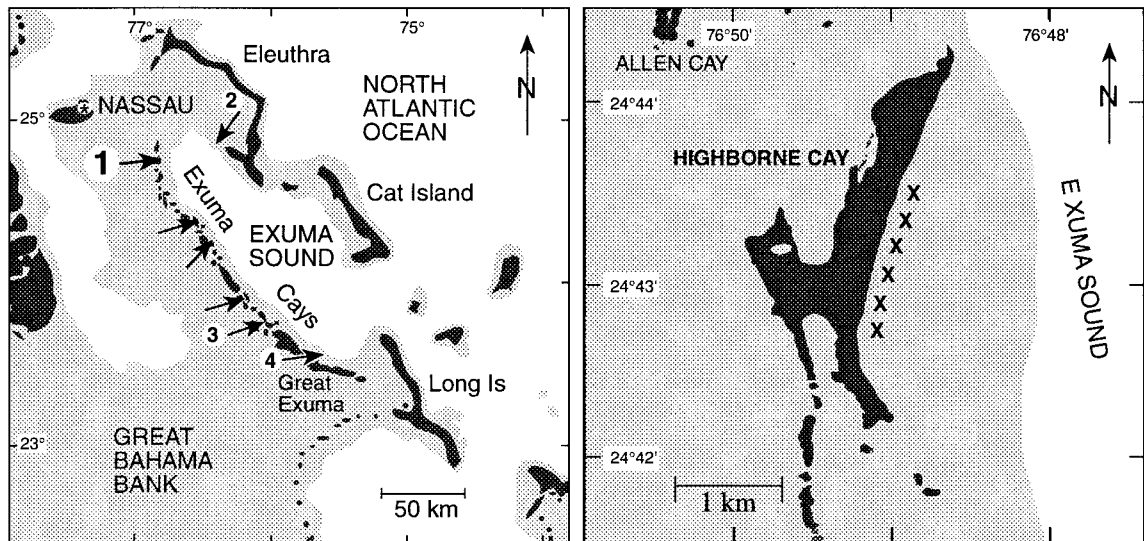 77°
75°
Eleuthra
NORTH
ATLANTIC
OCEAN
N
NASSAU
25°
2
1
Cat Island
Exuma
EXUMA
SOUND
Cays
3
4
Great
Exuma
Long Is
23°
GREAT
BAHAMA
BANK
50 km
76°50'
76°48'
ALLEN CAY
24°44'
N
HIGHBORNE CAY
X
X
X
X
X
X
EXUMA SOUND
24°43'
24°42'
1 km